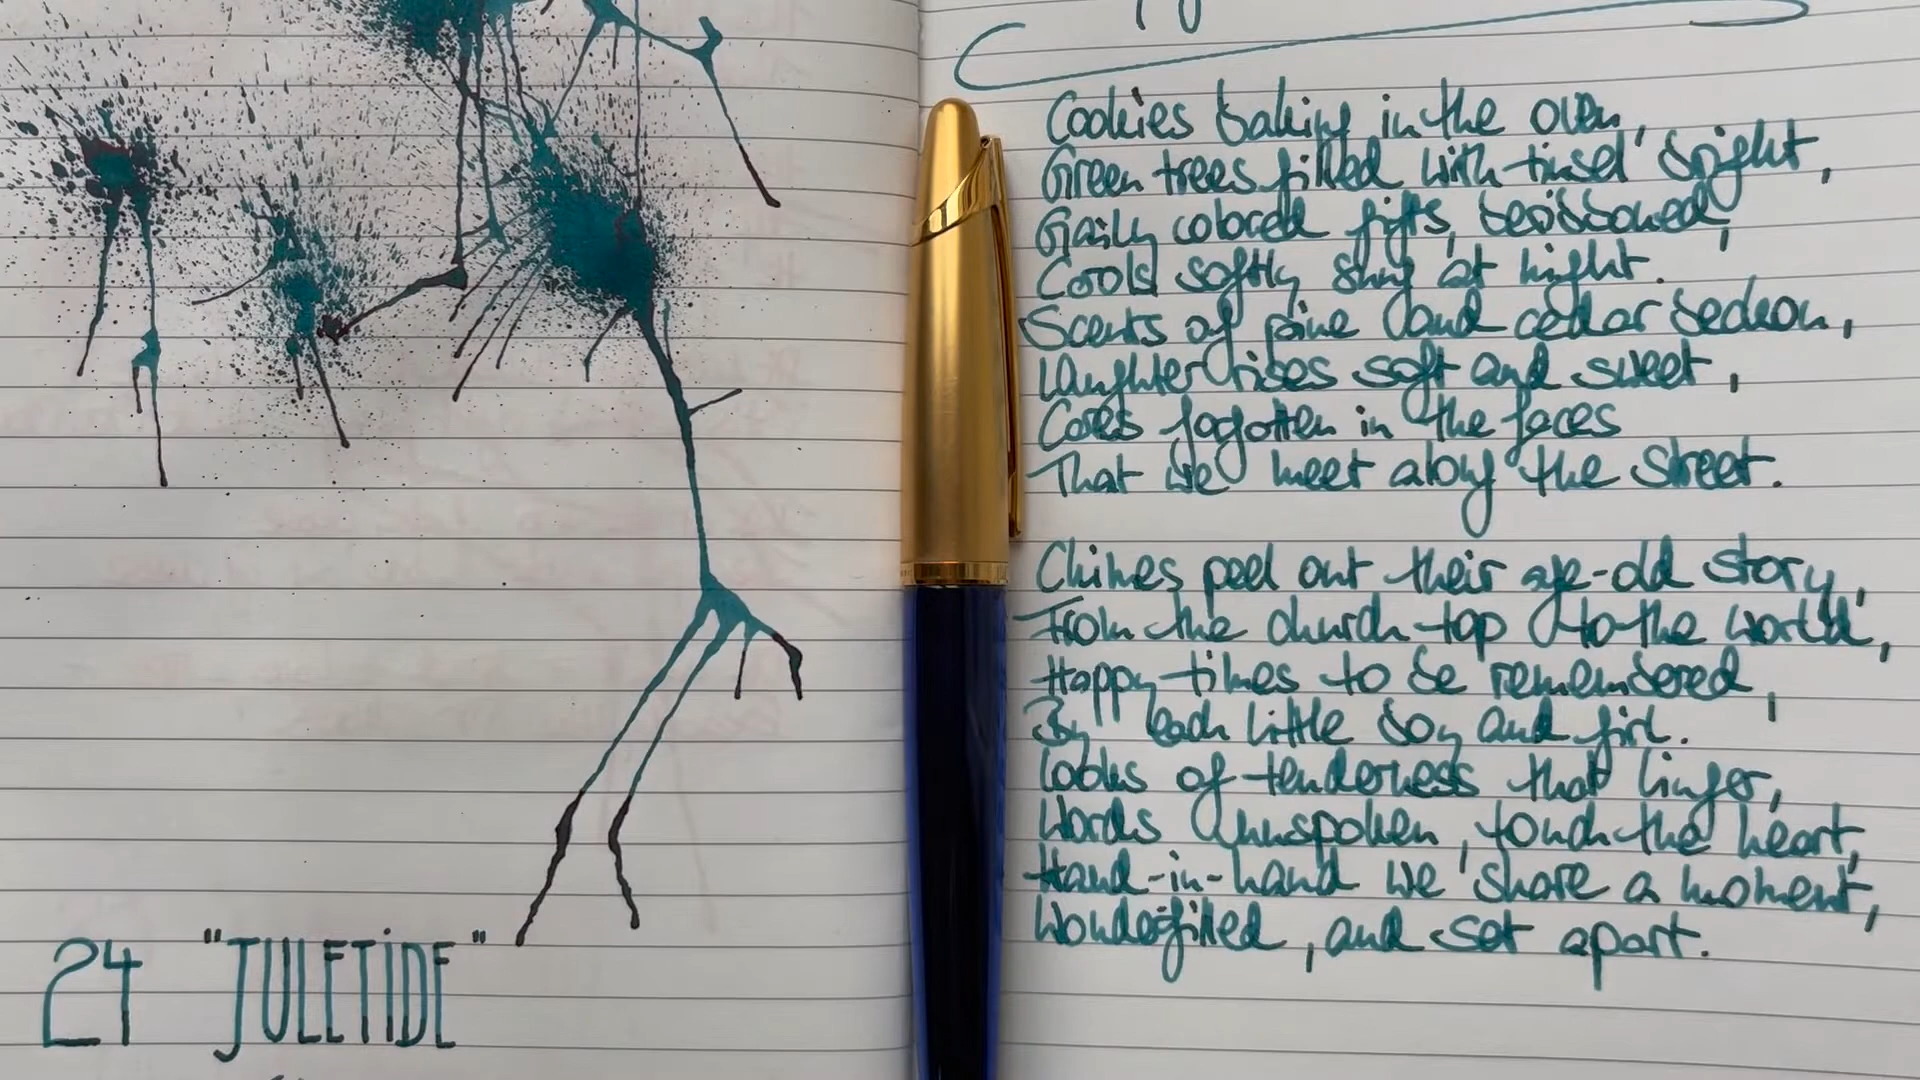 Cookies baking in the oven,
Green trees filled with tinsel bright,
Gaily colored gifts, beribboned,
Carols softly sung at night.
Scents of pine and cedar beckon,
Laughter rises soft and sweet,
Cares fogotten in the faces
That we meet along the street.
Chimes peel out their age-old story,
From the church top to the world,
Happy times to be remembered,
By each little boy and girl.
Looks of tenderness that linger,
Words unspoken, touch the heart,
Hand-in-hand we share a moment,
Wonderfilled, and set apart.
24 "JULETIDE"